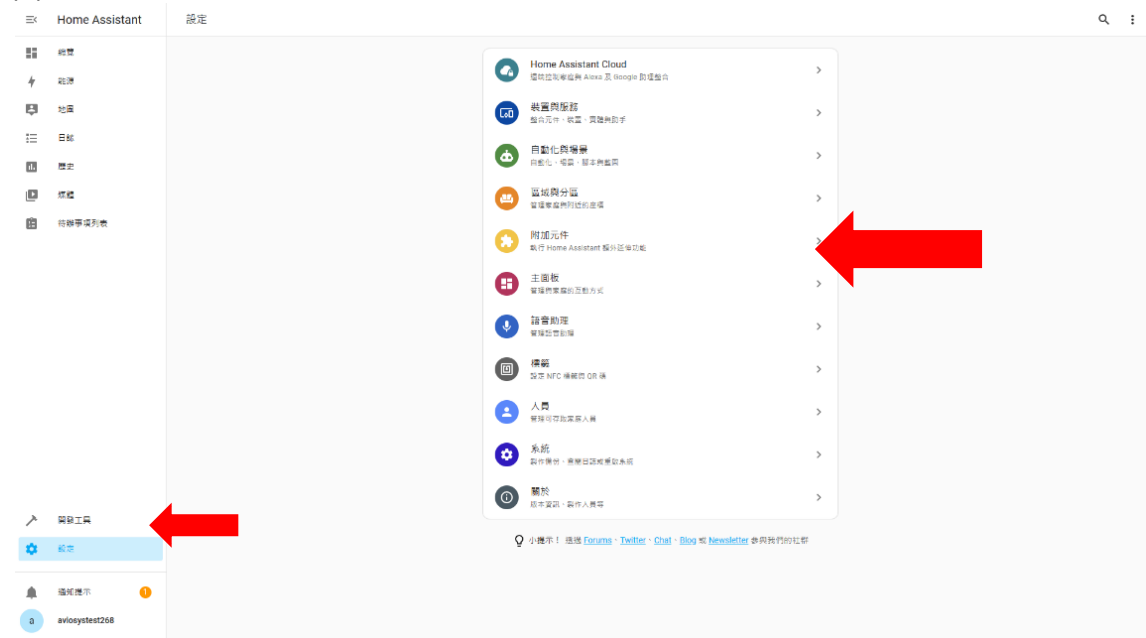 Home Assistant
設定
總覽
能源
地圖
日誌
歷史
媒體
待辦事項列表
開發工具
設定
通知提示
1
a
aviosystest268
Home Assistant Cloud
遠端控制家庭與 Alexa 及 Google 助理整合
裝置與服務
整合元件、裝置、實體與助手
自動化與場景
自動化、場景、腳本與藍圖
區域與分區
管理家庭與附近的座標
附加元件
執行 Home Assistant 額外延伸功能
主面板
管理與家庭的互動方式
語音助理
管理語音助理
標籤
設定 NFC 標籤與 QR 碼
人員
管理可存取家庭人員
系統
製作備份、查閱日誌或重啟系統
關於
版本資訊、製作人員等
小提示！ 透過 Forums、Twitter、Chat、Blog 或 Newsletter 參與我們的社群